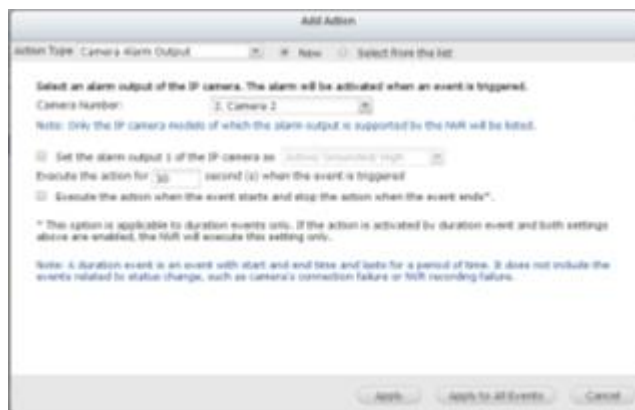 Add Action
Action Type: Camera Alarm Output New Select from the list
Select an alarm output of the IP camera. The alarm will be activated when an event is triggered.
Camera Number: 2. Camera 2
Note: Only the IP camera models of which the alarm output is supported by the NVR will be listed.
Set the alarm output 1 of the IP camera as Active/Grounded High
Execute the action for second (s) when the event is triggered
Execute the action when the event starts and stop the action when the event ends*.
* This option is applicable to duration events only. If the action is activated by duration event and both settings
above are enabled, the NVR will execute this setting only.
Note: A duration event is an event with start and end time and lasts for a period of time. It does not include the
events related to status change, such as camera's connection failure or NVR recording failure.
Apply Apply to All Events Cancel